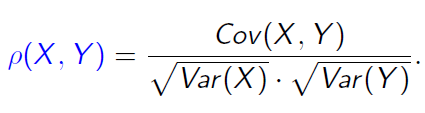 ρ(X, Y) = Cov(X, Y) / √Var(X) · √Var(Y) .